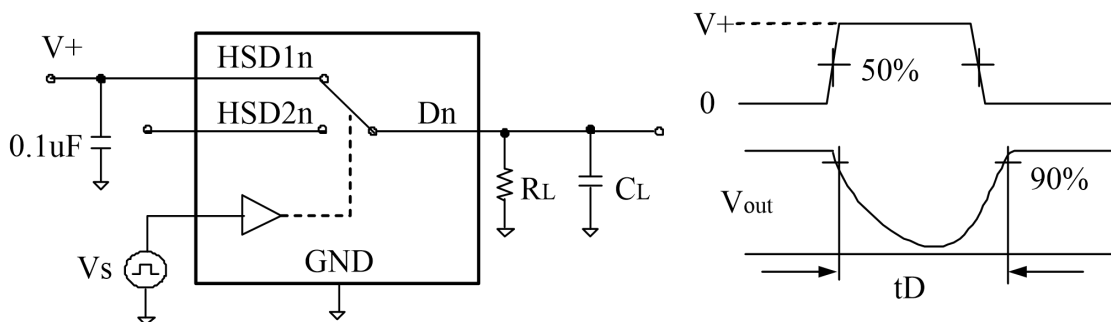 V+
HSD1n
HSD2n
Dn
0.1uF
RL
CL
Vs
GND
V+
50%
0
Vout
90%
tD